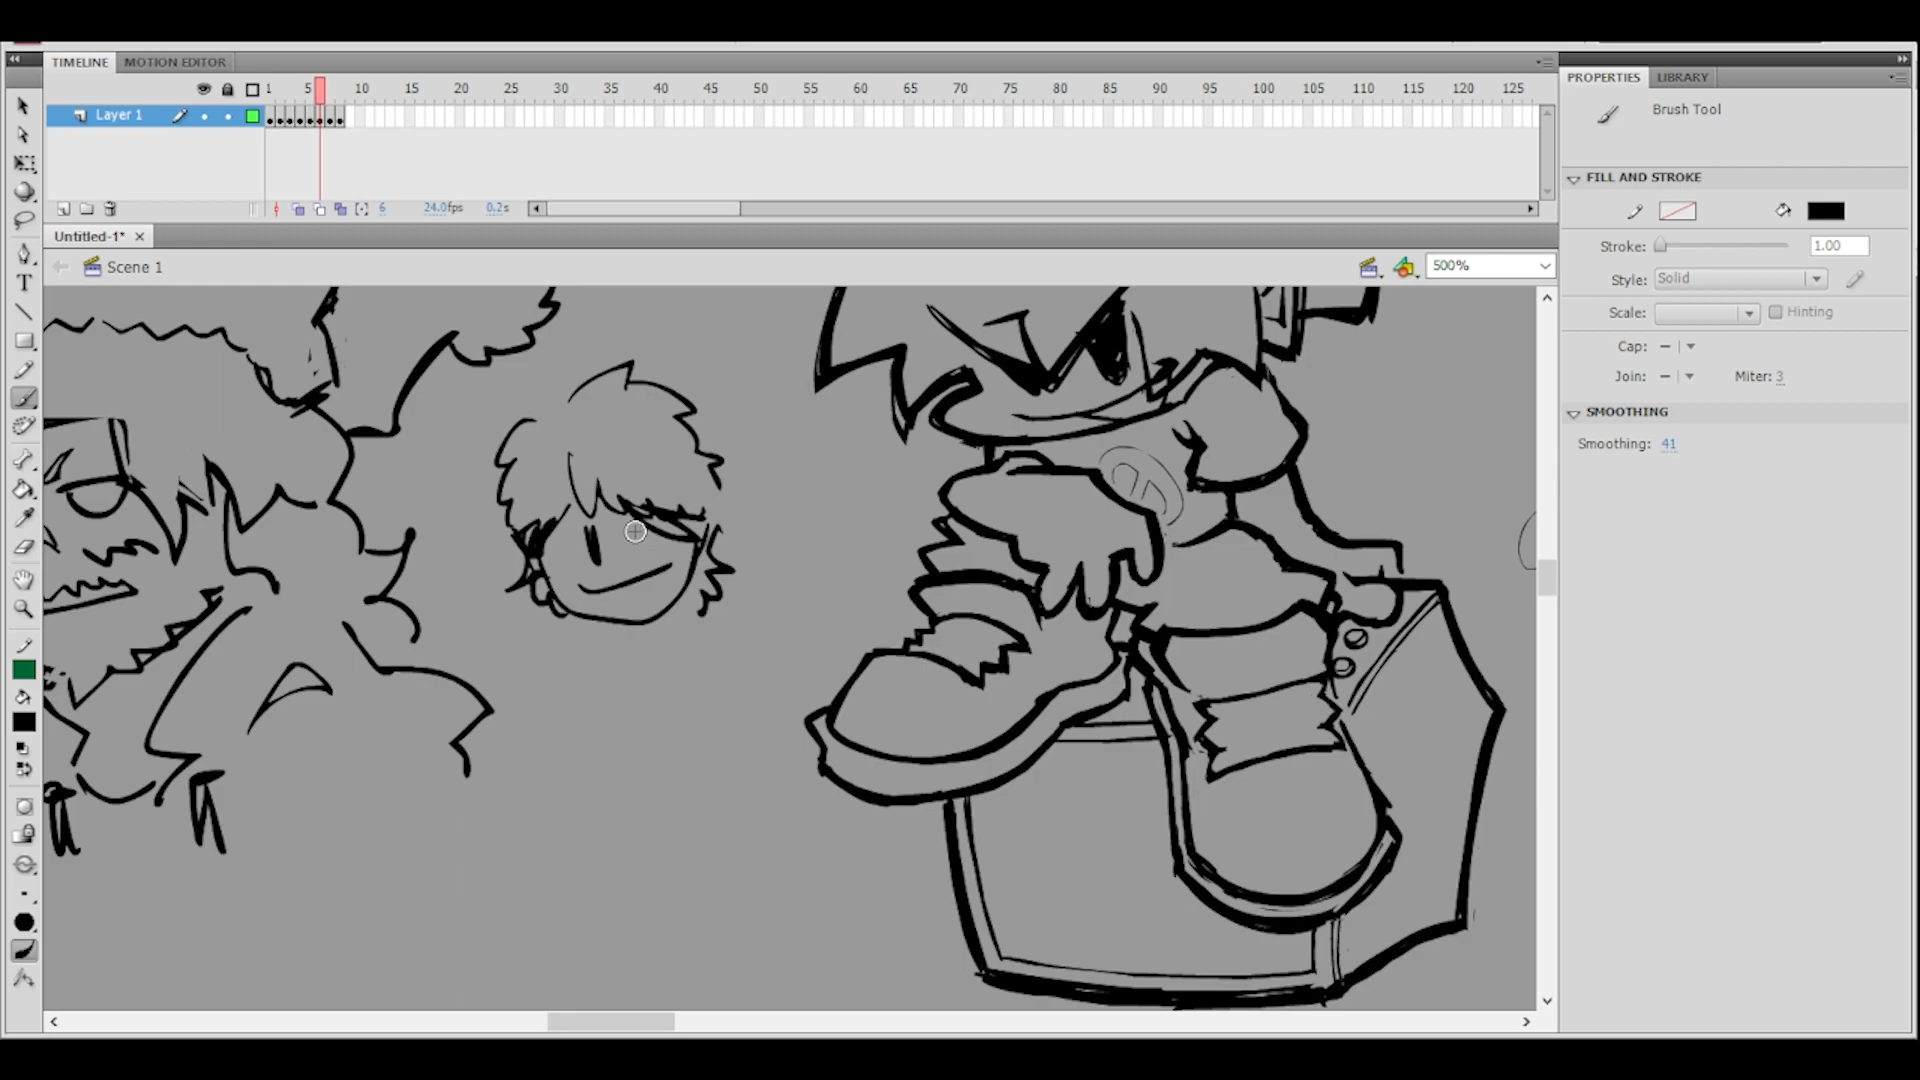 TIMELINE MOTION EDITOR
PROPERTIES LIBRARY
1 5 10 15 20 25 30 35 40 45 50 55 60 65 70 75 80 85 90 95 100 105 110 115 120 125
Layer 1
Brush Tool
FILL AND STROKE
6 24.0fps 0.2s
Untitled-1*
Stroke: 1.00
Scene 1
500%
Style: Solid
Scale: Hinting
Cap:
Join: Miter: 3
SMOOTHING
Smoothing: 41